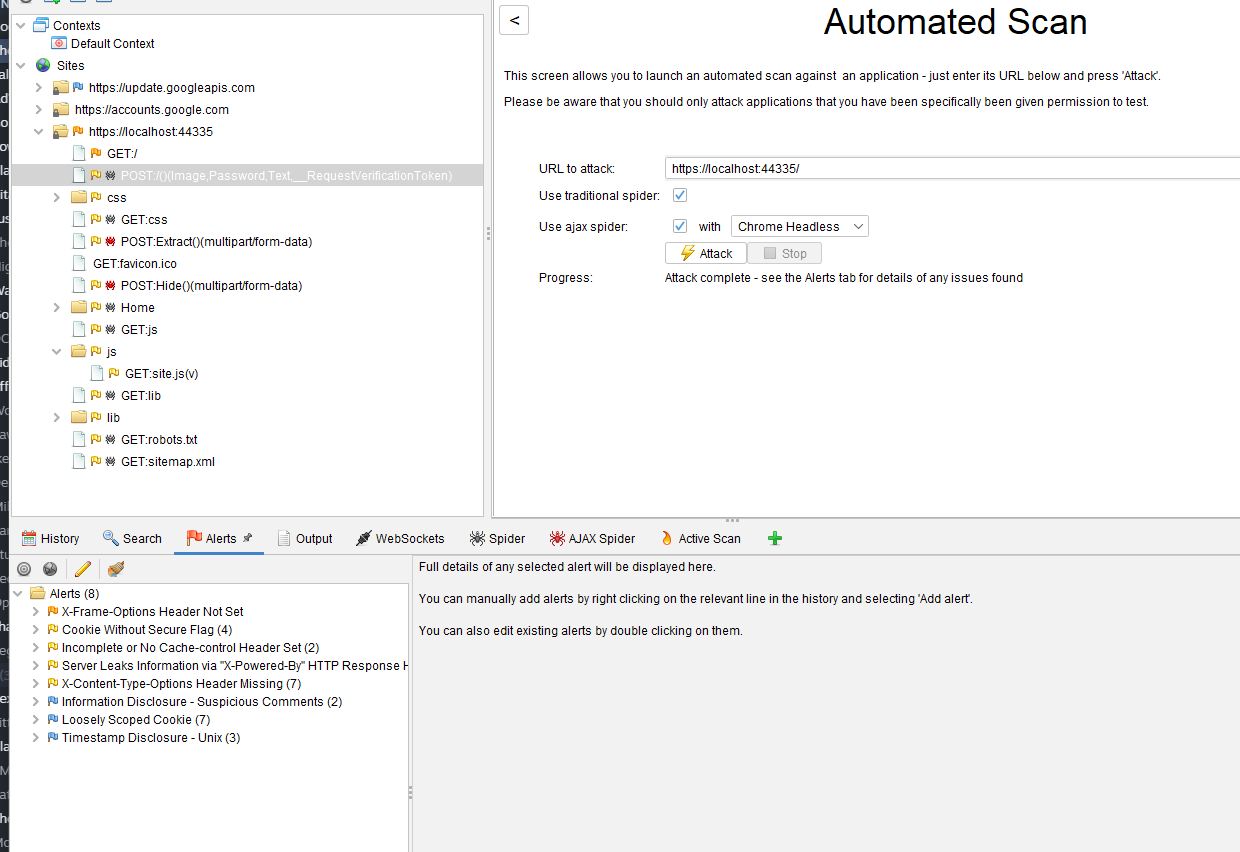 Contexts
Default Context
Sites
https://update.googleapis.com
https://accounts.google.com
https://localhost:44335
GET:/
POST:/()(Image,Password,Text,__RequestVerificationToken)
css
GET:css
POST:Extract()(multipart/form-data)
GET:favicon.ico
POST:Hide()(multipart/form-data)
Home
GET:js
js
GET:site.js(v)
GET:lib
lib
GET:robots.txt
GET:sitemap.xml
<
Automated Scan
This screen allows you to launch an automated scan against  an application - just enter its URL below and press 'Attack'.
Please be aware that you should only attack applications that you have been specifically been given permission to test.
URL to attack: https://localhost:44335/
Use traditional spider:
Use ajax spider: with Chrome Headless
Attack Stop
Progress: Attack complete - see the Alerts tab for details of any issues found
History Search Alerts Output WebSockets Spider AJAX Spider Active Scan
Alerts (8)
X-Frame-Options Header Not Set
Cookie Without Secure Flag (4)
Incomplete or No Cache-control Header Set (2)
Server Leaks Information via "X-Powered-By" HTTP Response H
X-Content-Type-Options Header Missing (7)
Information Disclosure - Suspicious Comments (2)
Loosely Scoped Cookie (7)
Timestamp Disclosure - Unix (3)
Full details of any selected alert will be displayed here.
You can manually add alerts by right clicking on the relevant line in the history and selecting 'Add alert'.
You can also edit existing alerts by double clicking on them.